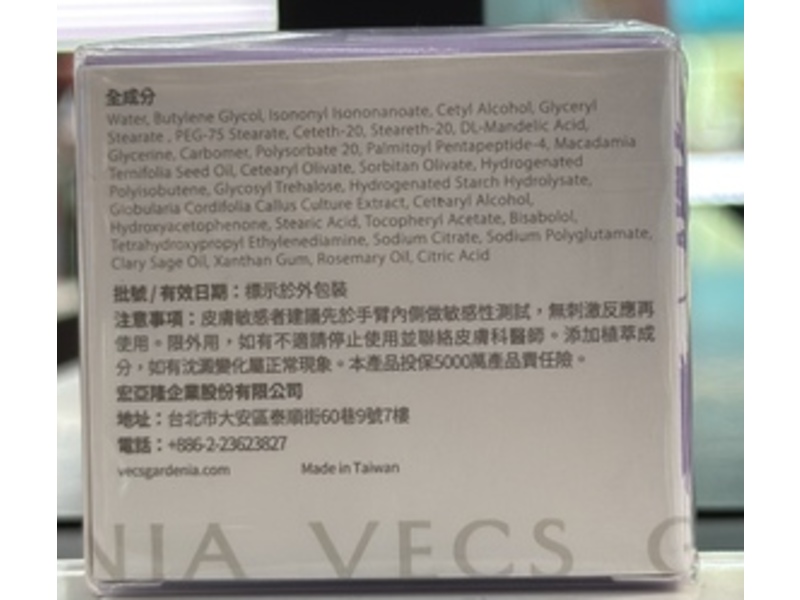 全成分
Water, Butylene Glycol, Isononyl Isononanoate, Cetyl Alcohol, Glyceryl
Stearate , PEG-75 Stearate, Ceteth-20, Steareth-20, DL-Mandelic Acid,
Glycerine, Carbomer, Polysorbate 20, Palmitoyl Pentapeptide-4, Macadamia
Ternifolia Seed Oil, Cetearyl Olivate, Sorbitan Olivate, Hydrogenated
Polyisobutene, Glycosyl Trehalose, Hydrogenated Starch Hydrolysate,
Globularia Cordifolia Callus Culture Extract, Cetearyl Alcohol,
Hydroxyacetophenone, Stearic Acid, Tocopheryl Acetate, Bisabolol,
Tetrahydroxypropyl Ethylenediamine, Sodium Citrate, Sodium Polyglutamate,
Clary Sage Oil, Xanthan Gum, Rosemary Oil, Citric Acid
批號/有效日期：標示於外包裝
注意事項：皮膚敏感者建議先於手臂內側做敏感性測試，無刺激反應再
使用。限外用，如有不適請停止使用並聯絡皮膚科醫師。添加植萃成
分，如有沈澱變化屬正常現象。本產品投保5000萬產品責任險。
宏亞隆企業股份有限公司
地址：台北市大安區泰順街60巷9號7樓
電話：+886-2-23623827
vecsgardenia.com Made in Taiwan
NIA VECS G